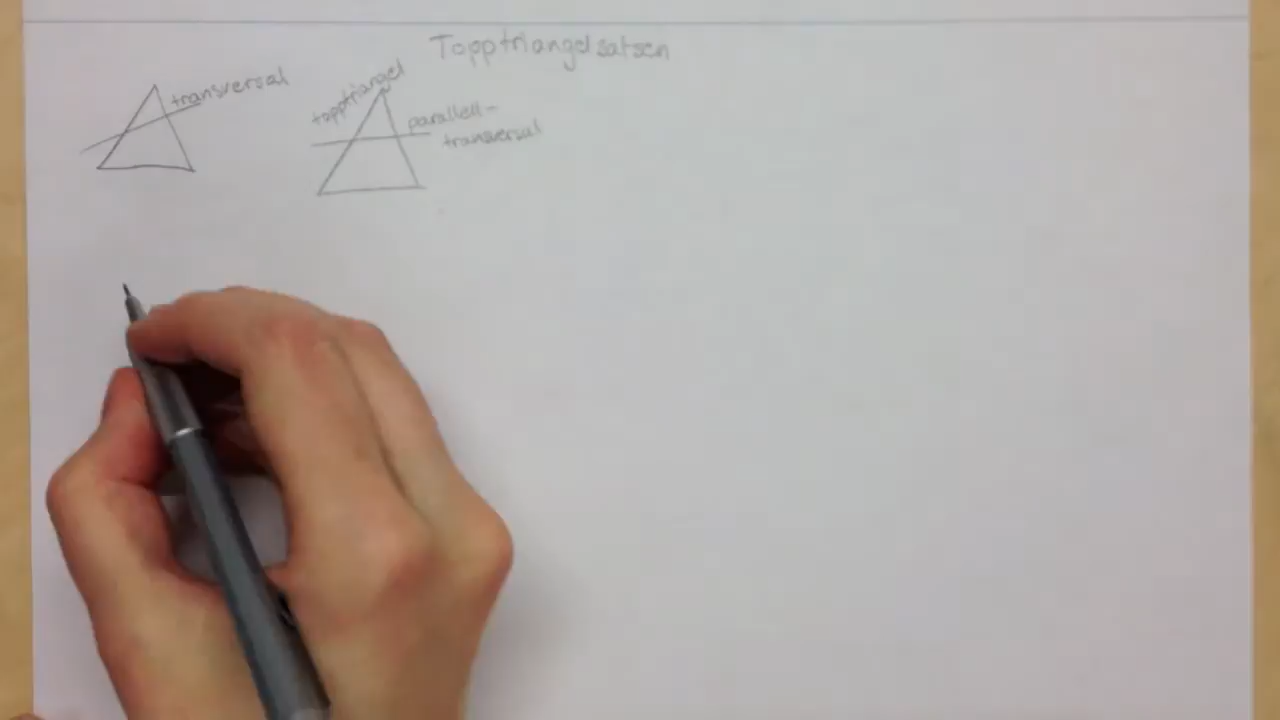 Topptriangelsatsen
transversal
topptriangel
parallell-
transversal